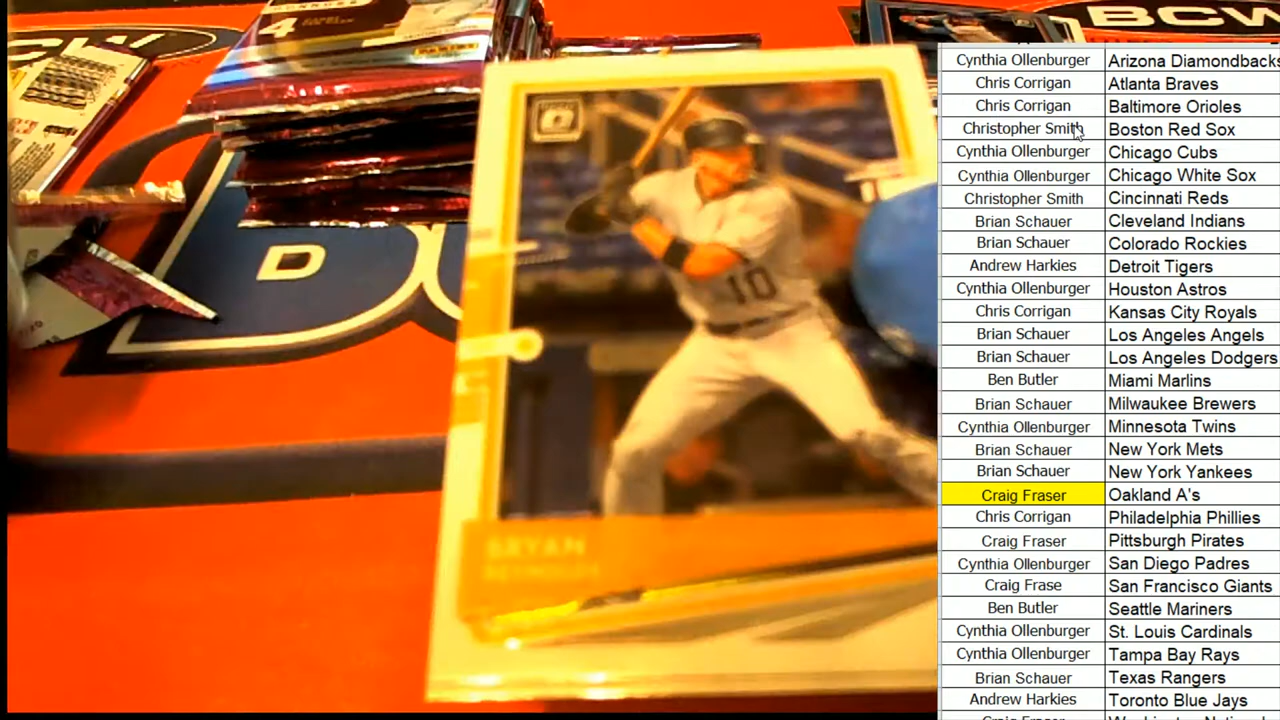 BCW
4
BCW
D
10
BRYAN
REYNOLDS
Cynthia Ollenburger Arizona Diamondbacks
Chris Corrigan Atlanta Braves
Chris Corrigan Baltimore Orioles
Christopher Smith Boston Red Sox
Cynthia Ollenburger Chicago Cubs
Cynthia Ollenburger Chicago White Sox
Christopher Smith Cincinnati Reds
Brian Schauer Cleveland Indians
Brian Schauer Colorado Rockies
Andrew Harkies Detroit Tigers
Cynthia Ollenburger Houston Astros
Chris Corrigan Kansas City Royals
Brian Schauer Los Angeles Angels
Brian Schauer Los Angeles Dodgers
Ben Butler Miami Marlins
Brian Schauer Milwaukee Brewers
Cynthia Ollenburger Minnesota Twins
Brian Schauer New York Mets
Brian Schauer New York Yankees
Craig Fraser Oakland A's
Chris Corrigan Philadelphia Phillies
Craig Fraser Pittsburgh Pirates
Cynthia Ollenburger San Diego Padres
Craig Frase San Francisco Giants
Ben Butler Seattle Mariners
Cynthia Ollenburger St. Louis Cardinals
Cynthia Ollenburger Tampa Bay Rays
Brian Schauer Texas Rangers
Andrew Harkies Toronto Blue Jays